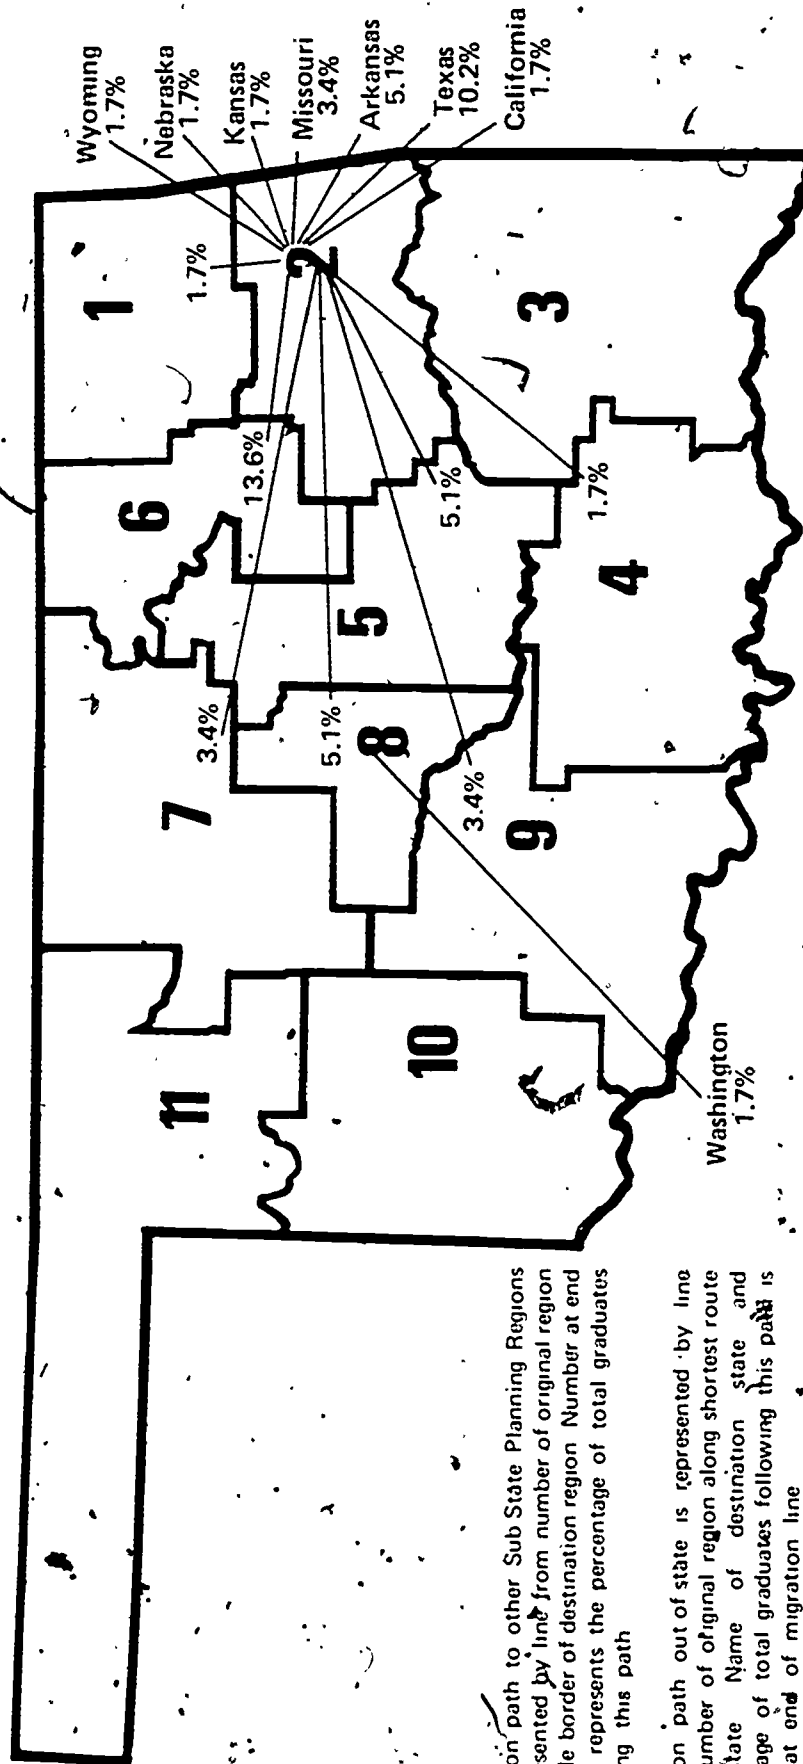 Wyoming
1.7%
Nebraska
1.7%
Kansas
1.7%
Missouri
3.4%
Arkansas
5.1%
Texas
10.2%
California
1.7%
1
1.7%
2
3
6
13.6%
5.1%
1.7%
4
5
7
3.4%
5.1%
8
3.4%
9
11
10
Washington
1.7%
on path to other Sub State Planning Regions
sented by line from number of original region
le border of destination region Number at end
represents the percentage of total graduates
ng this path
on path out of state is represented by line
umber of original region along shortest route
tate Name of destination state and
ge of total graduates following this path is
at end of migration line